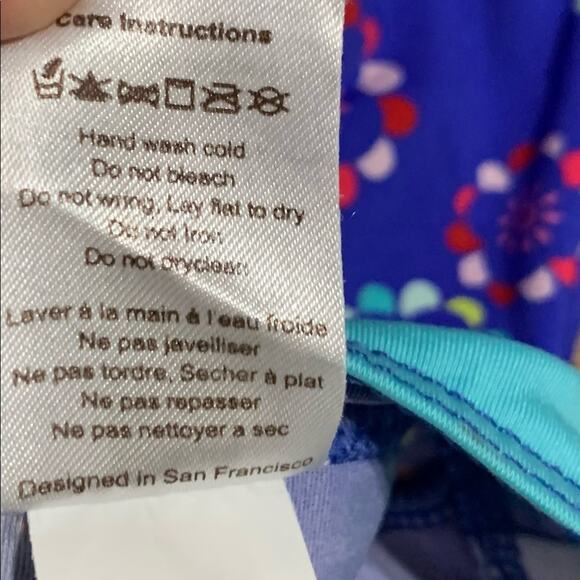 Care Instructions
Hand wash cold
Do not bleach
Do not wring, Lay flat to dry
Do not Iron
Do not dryclean
Laver à la main à l'eau froide
Ne pas javelliser
Ne pas tordre, Secher à plat
Ne pas repasser
Ne pas nettoyer a sec
Designed in San Francisco